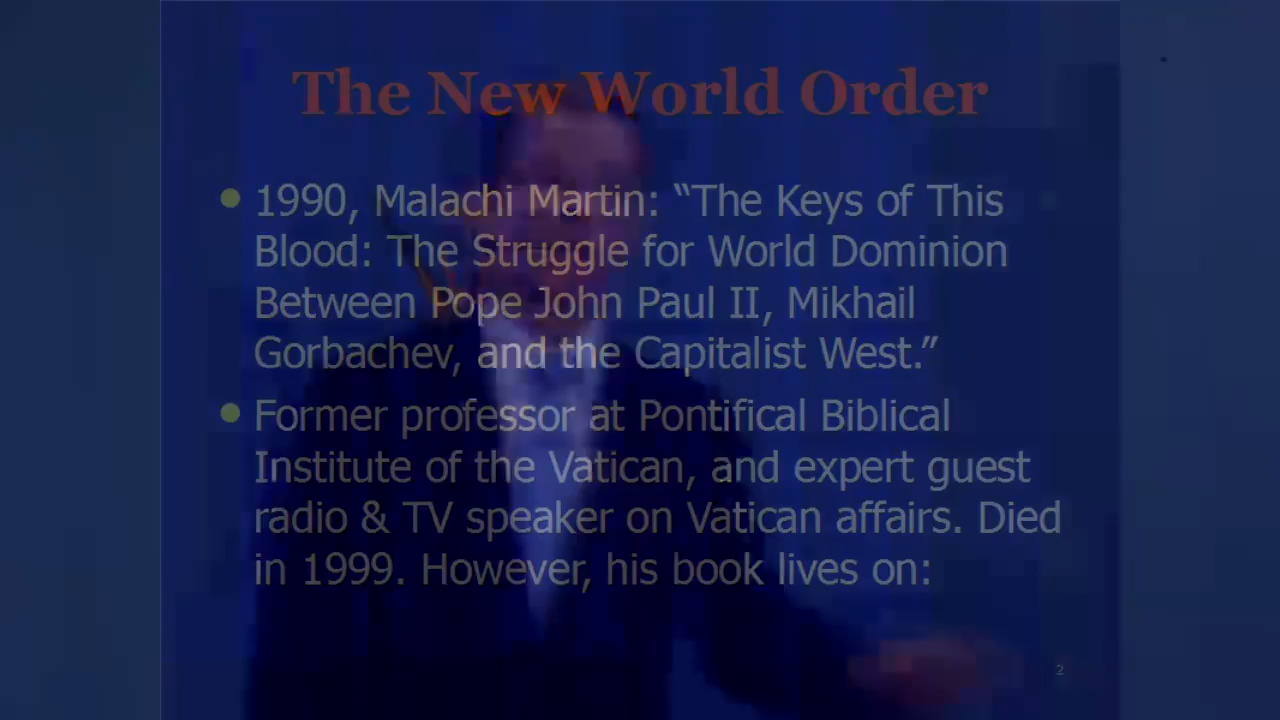 The New World Order
• 1990, Malachi Martin: “The Keys of This
Blood: The Struggle for World Dominion
Between Pope John Paul II, Mikhail
Gorbachev, and the Capitalist West.”
• Former professor at Pontifical Biblical
Institute of the Vatican, and expert guest
radio & TV speaker on Vatican affairs. Died
in 1999. However, his book lives on:
2